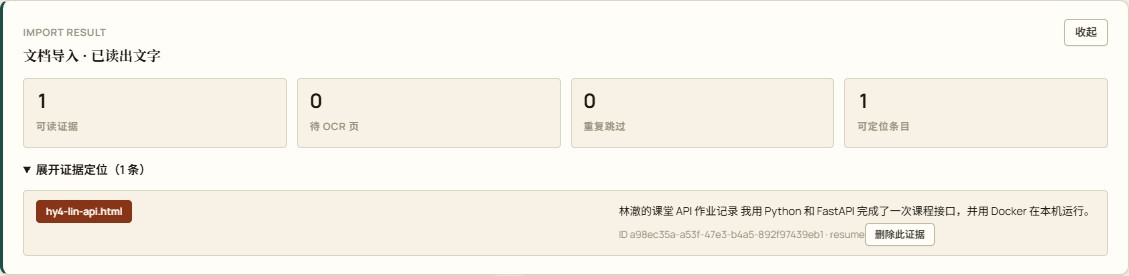 IMPORT RESULT
收起
文档导入 · 已读出文字
1
可读证据
0
待 OCR 页
0
重复跳过
1
可定位条目
▼ 展开证据定位（1 条）
hy4-lin-api.html
林澈的课堂 API 作业记录 我用 Python 和 FastAPI 完成了一次课程接口，并用 Docker 在本机运行。
ID a98ec35a-a53f-47e3-b4a5-892f97439eb1 · resume
删除此证据